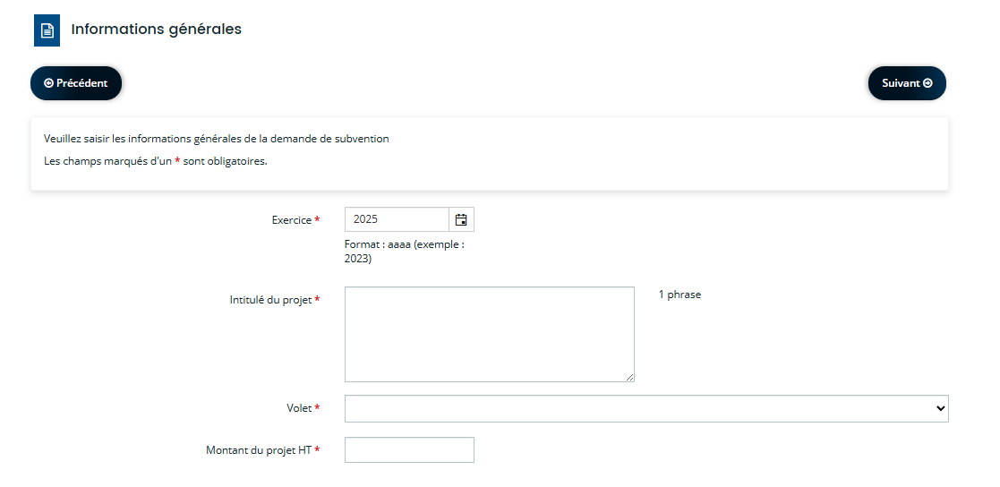 Informations générales
Précédent
Suivant
Veuillez saisir les informations générales de la demande de subvention
Les champs marqués d'un * sont obligatoires.
Exercice *
2025
Format : aaaa (exemple :
2023)
Intitulé du projet *
1 phrase
Volet *
Montant du projet HT *